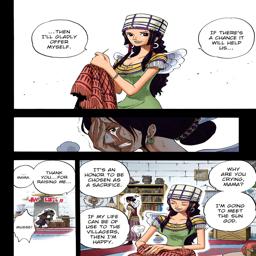 IF THERE'S
A CHANCE IT
WILL HELP
US...
...THEN
I'LL GLADLY
OFFER
MYSELF.
WHY ARE
YOU
CRYING,
MAMA?
I'M GOING
TO MEET
THE SUN
GOD.
IT'S AN
HONOR TO BE
CHOSEN AS
A SACRIFICE.
IF MY LIFE
CAN BE OF
USE TO THE
VILLAGERS,
THEN I'M
HAPPY.
THANK
YOU...FOR
RAISING ME...
MAMA.